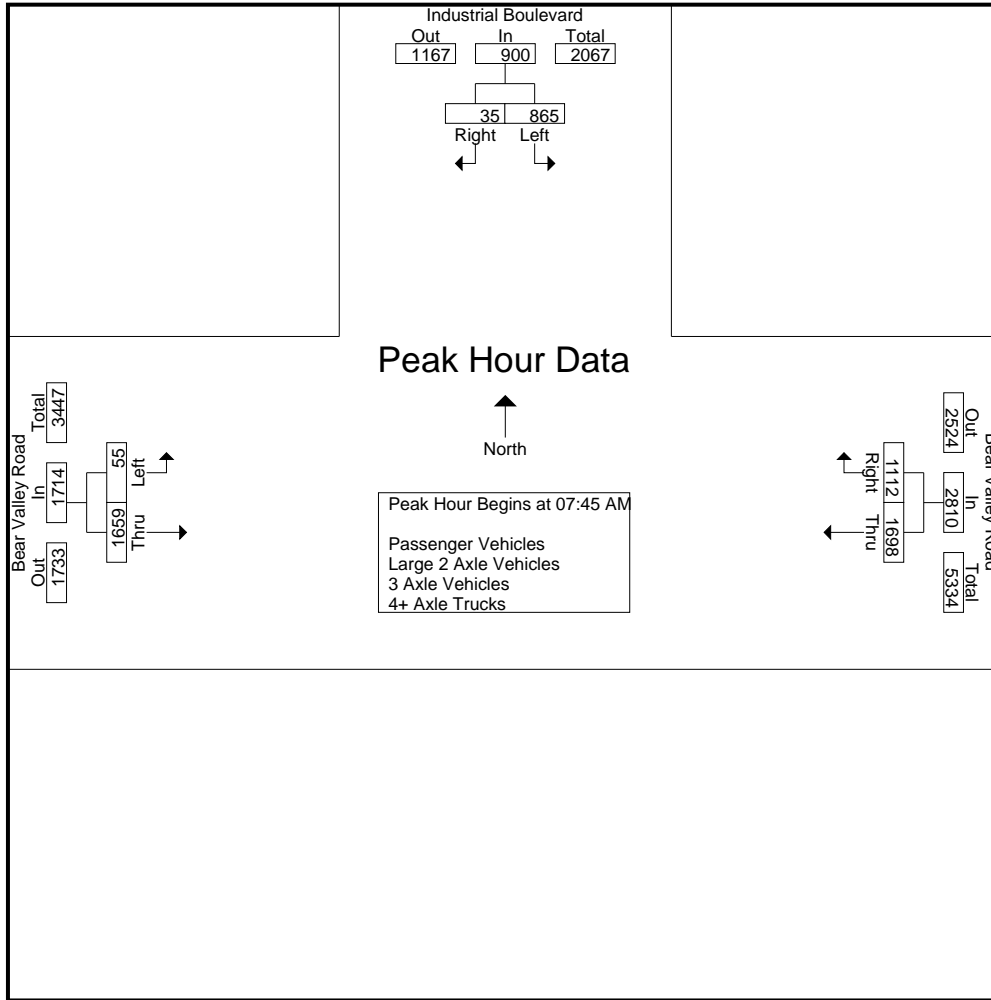 Industrial Boulevard
Out In Total
1167 900 2067
35 865
Right Left
Peak Hour Data
North
Peak Hour Begins at 07:45 AM
Passenger Vehicles
Large 2 Axle Vehicles
3 Axle Vehicles
4+ Axle Trucks
Bear Valley Road
Out In Total
1733 1714 3447
1659 55
Thru Left
Bear Valley Road
Out In Total
2524 2810 5334
1112 1698
Right Thru